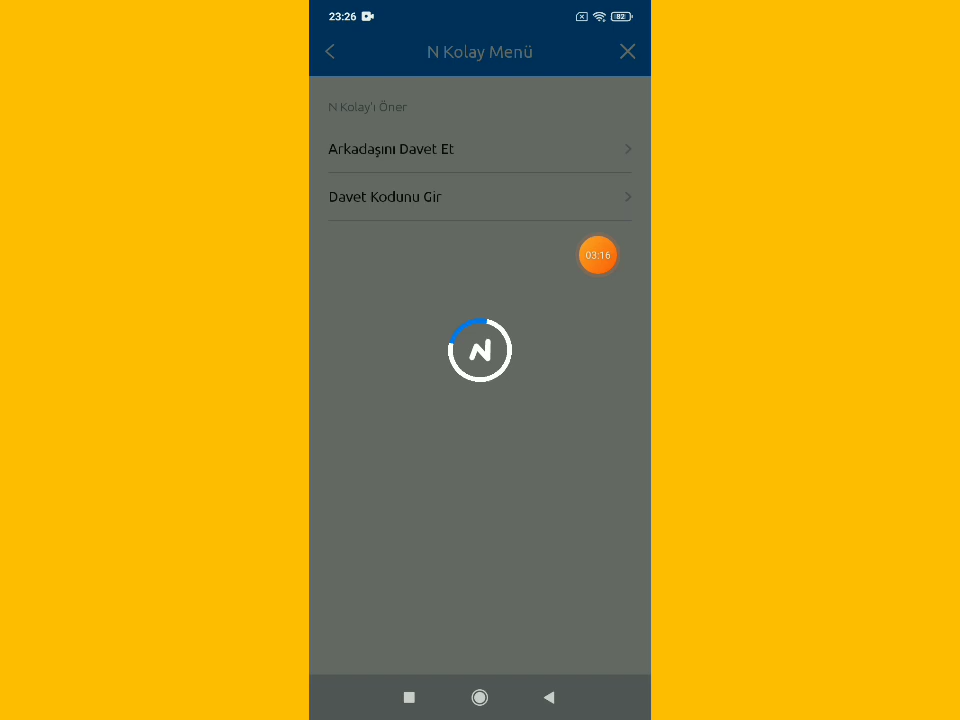 23:26
82
N Kolay Menü
N Kolay'ı Öner
Arkadaşını Davet Et
Davet Kodunu Gir
03:16
N